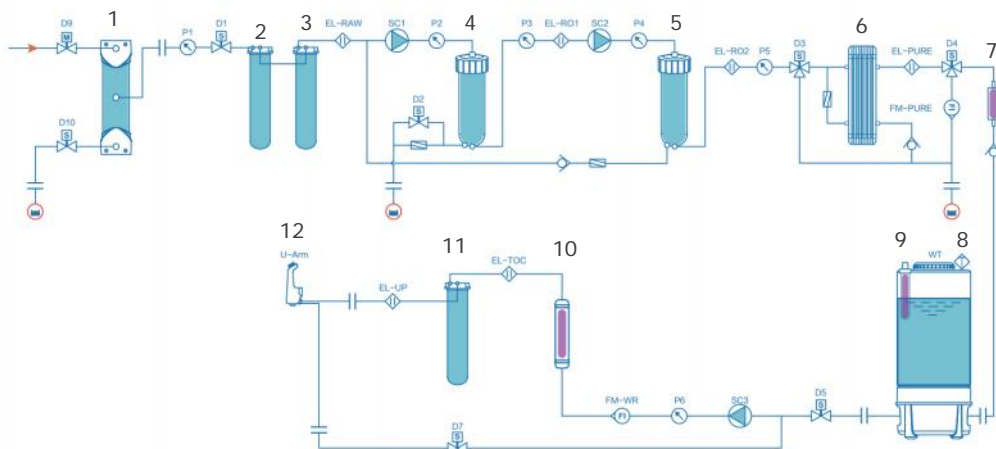 D9
1
P1
D1
2
3
EL-RAW
SC1
P2
4
P3
EL-RO1
SC2
P4
5
EL-RO2
P5
D3
6
EL-PURE
D4
7
M
S
S
S
D10
S
D2
S
FM-PURE
FI
12
U-Arm
11
EL-TOC
10
9
WT
8
EL-UP
FM-WR
FI
P6
SC3
D5
S
D7
S